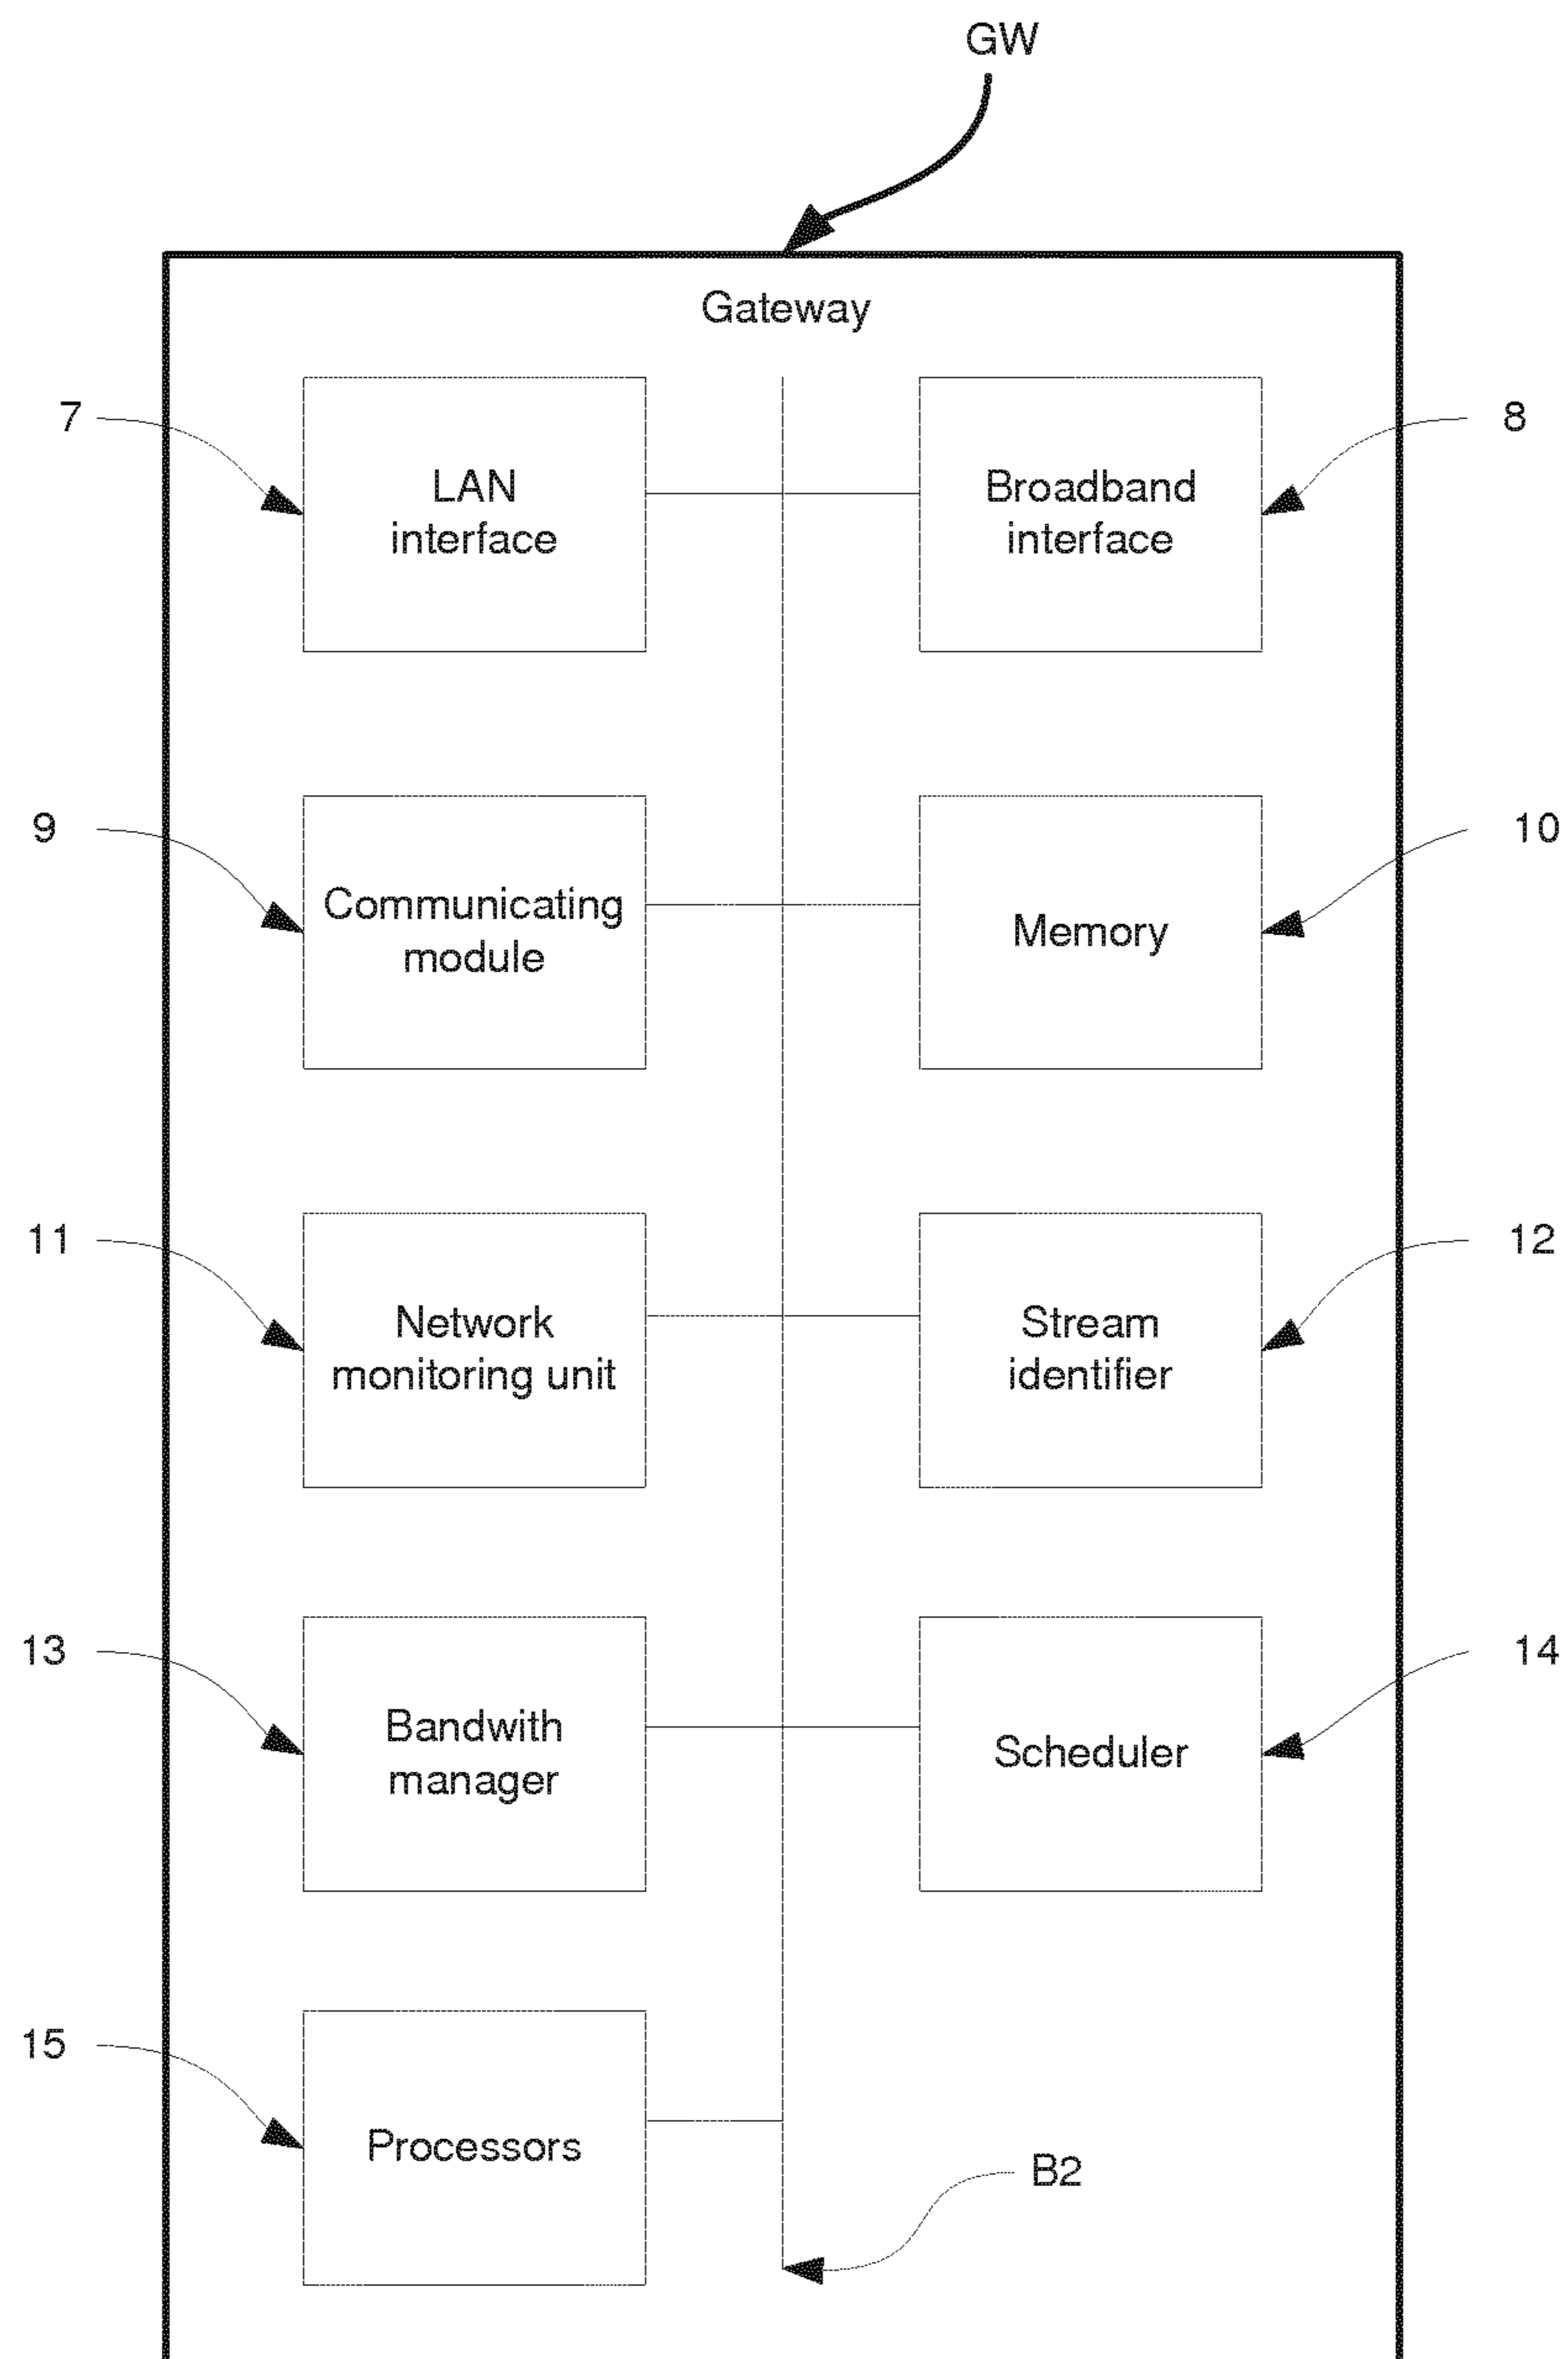 GW
Gateway
7
LAN
interface
Broadband
interface
8
9
Communicating
module
Memory
10
11
Network
monitoring unit
Stream
identifier
12
13
Bandwith
manager
Scheduler
14
15
Processors
B2